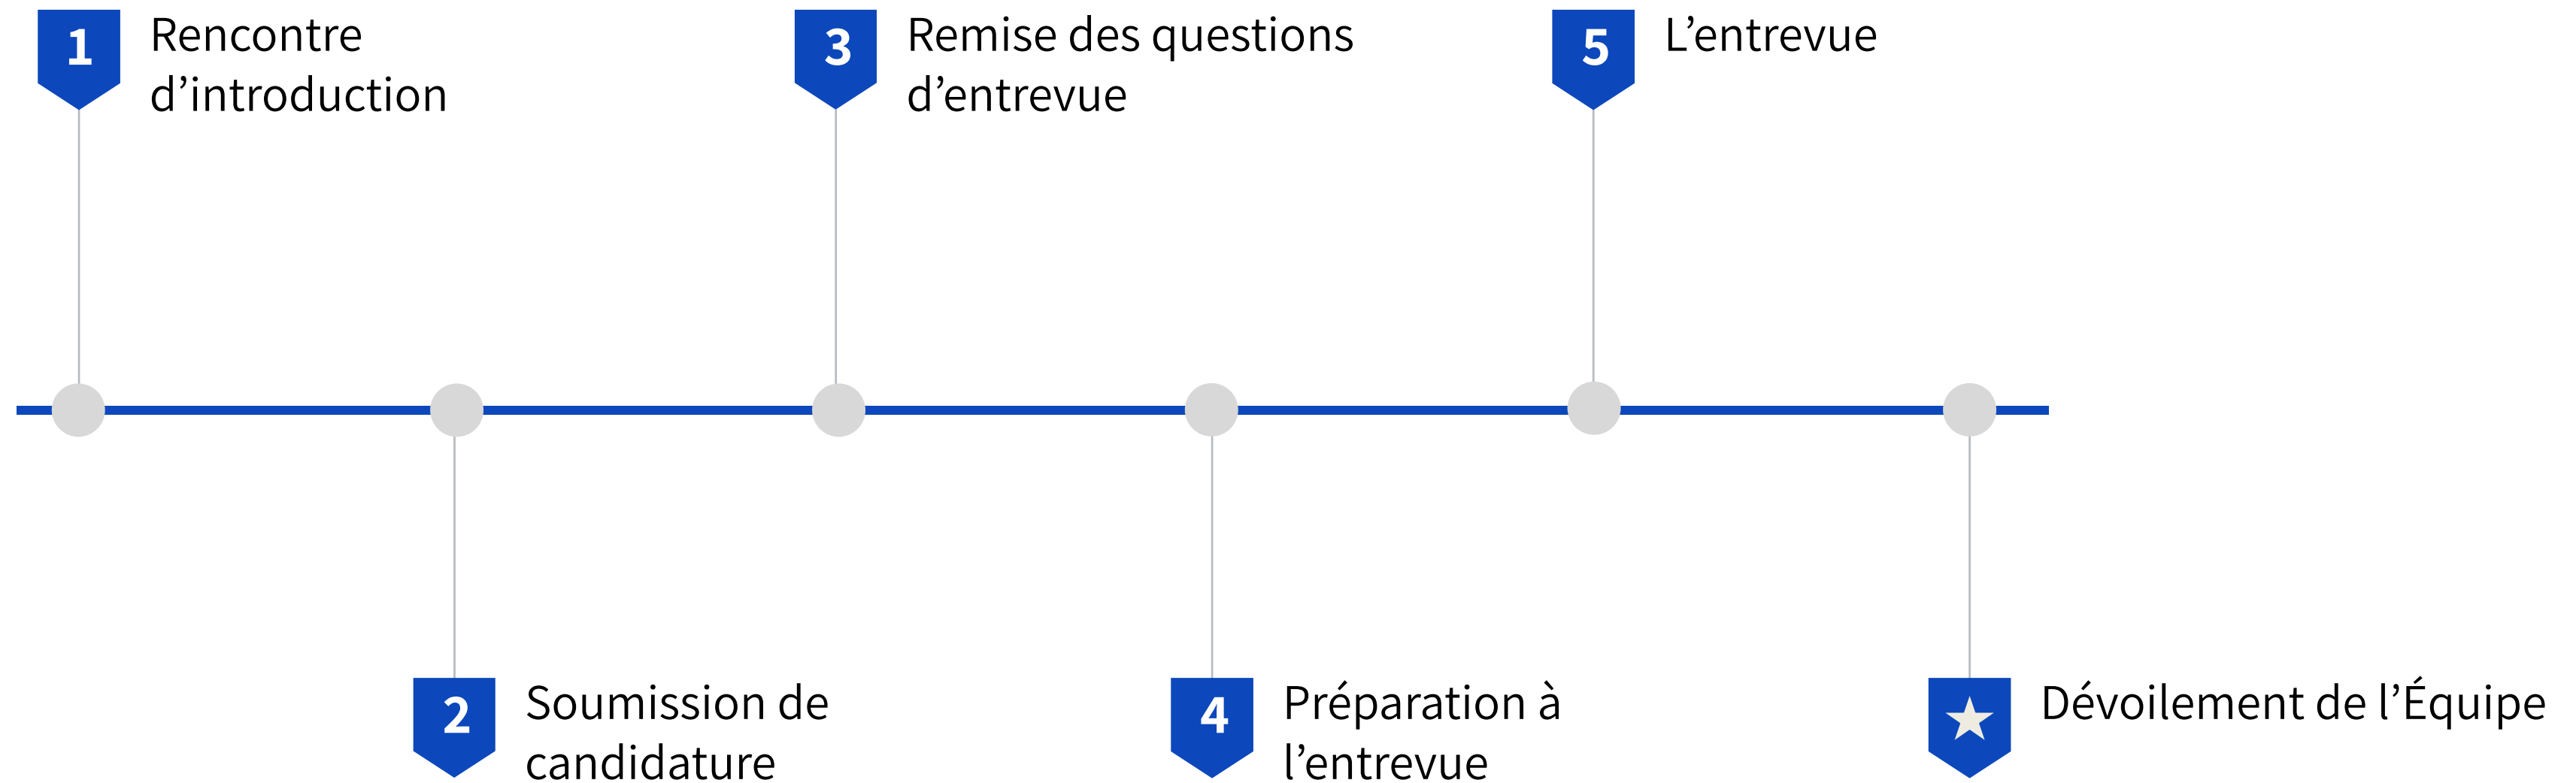 1
Rencontre
d’introduction
2
Soumission de
candidature
3
Remise des questions
d’entrevue
4
Préparation à
l’entrevue
5
L’entrevue
Dévoilement de l’Équipe